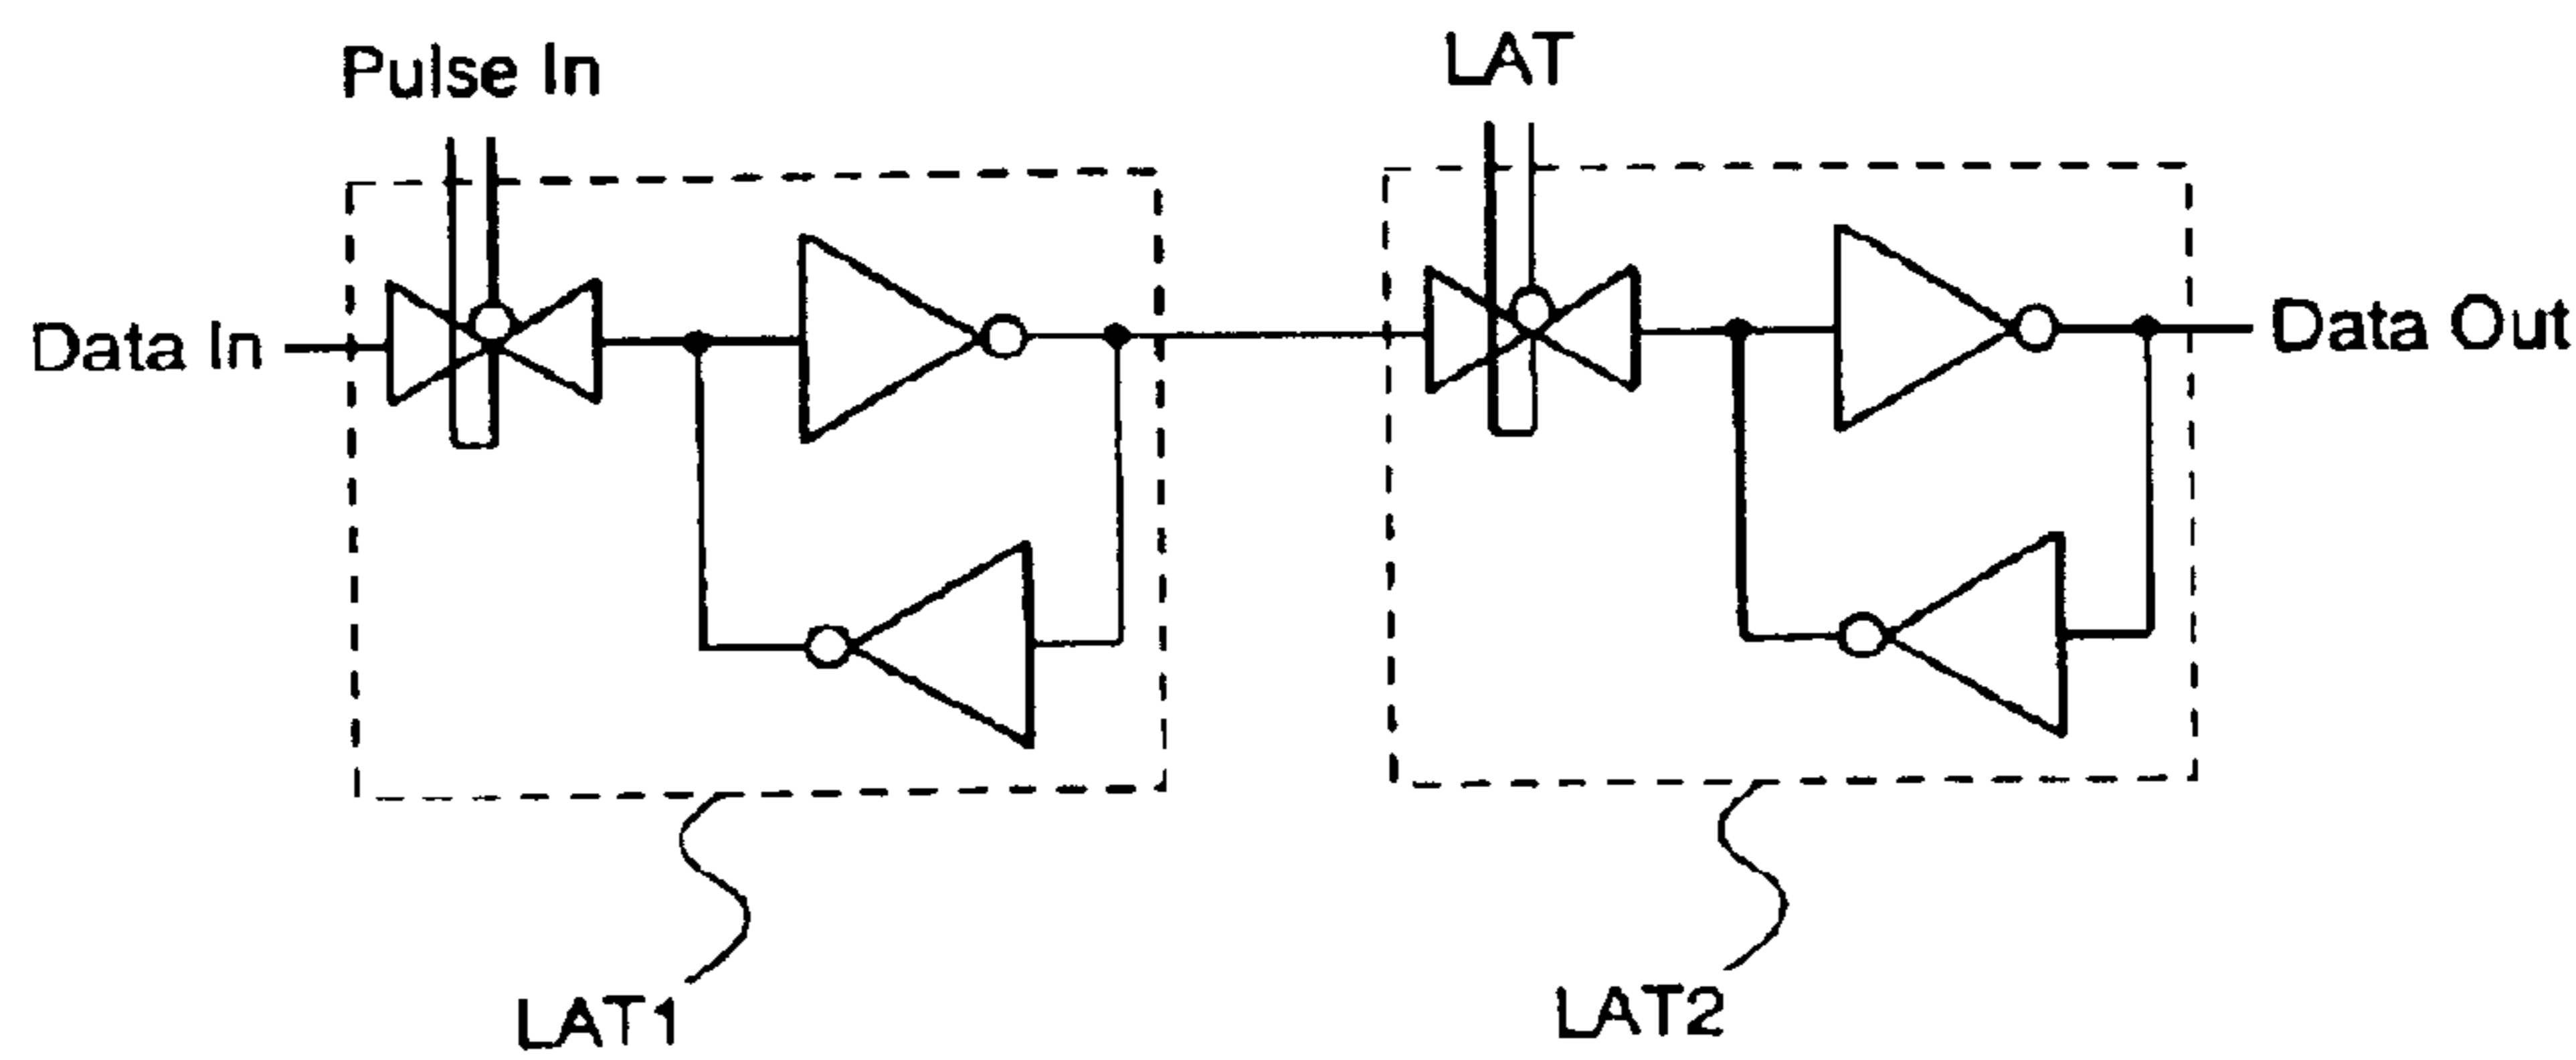 Pulse In
LAT
Data In
Data Out
LAT1
LAT2